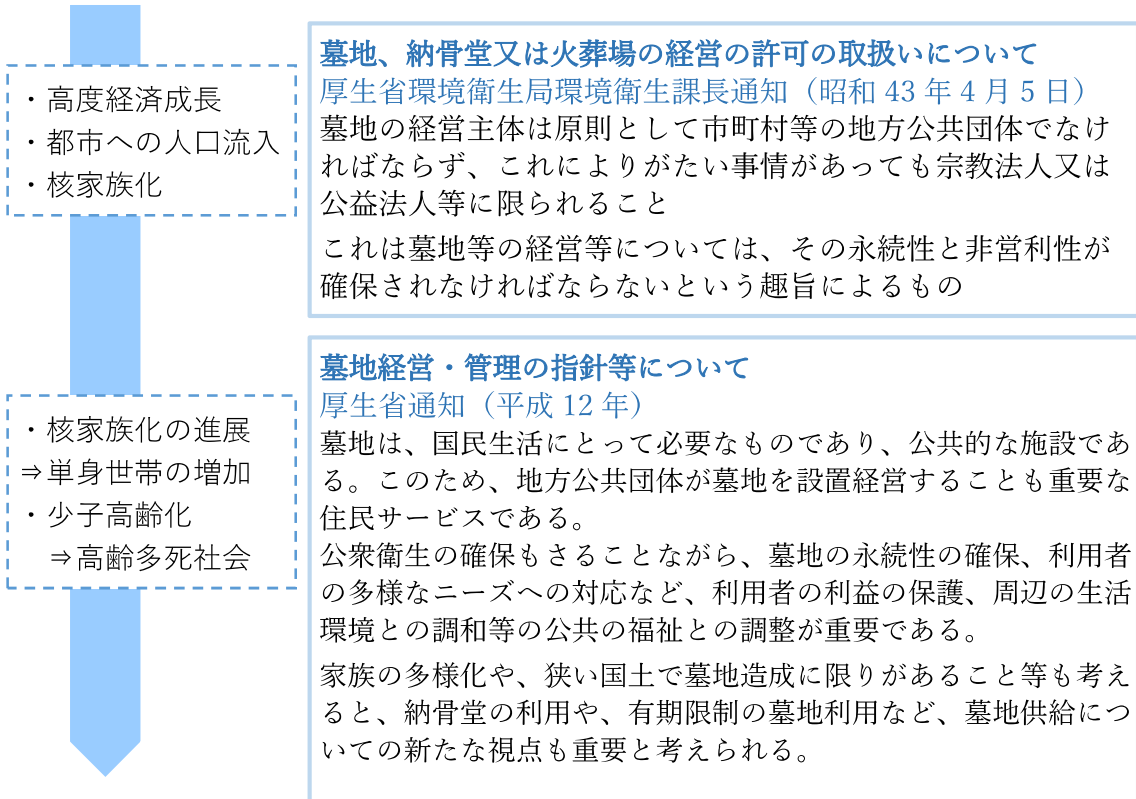 ・高度経済成長
・都市への人口流入
・核家族化
墓地、納骨堂又は火葬場の経営の許可の取扱いについて
厚生省環境衛生局環境衛生課長通知（昭和 43 年 4 月 5 日）
墓地の経営主体は原則として市町村等の地方公共団体でなけ
ればならず、これによりがたい事情があっても宗教法人又は
公益法人等に限られること
これは墓地等の経営等については、その永続性と非営利性が
確保されなければならないという趣旨によるもの
・核家族化の進展
⇒単身世帯の増加
・少子高齢化
⇒高齢多死社会
墓地経営・管理の指針等について
厚生省通知（平成 12 年）
墓地は、国民生活にとって必要なものであり、公共的な施設であ
る。このため、地方公共団体が墓地を設置経営することも重要な
住民サービスである。
公衆衛生の確保もさることながら、墓地の永続性の確保、利用者
の多様なニーズへの対応など、利用者の利益の保護、周辺の生活
環境との調和等の公共の福祉との調整が重要である。
家族の多様化や、狭い国土で墓地造成に限りがあること等も考え
ると、納骨堂の利用や、有期限制の墓地利用など、墓地供給につ
いての新たな視点も重要と考えられる。